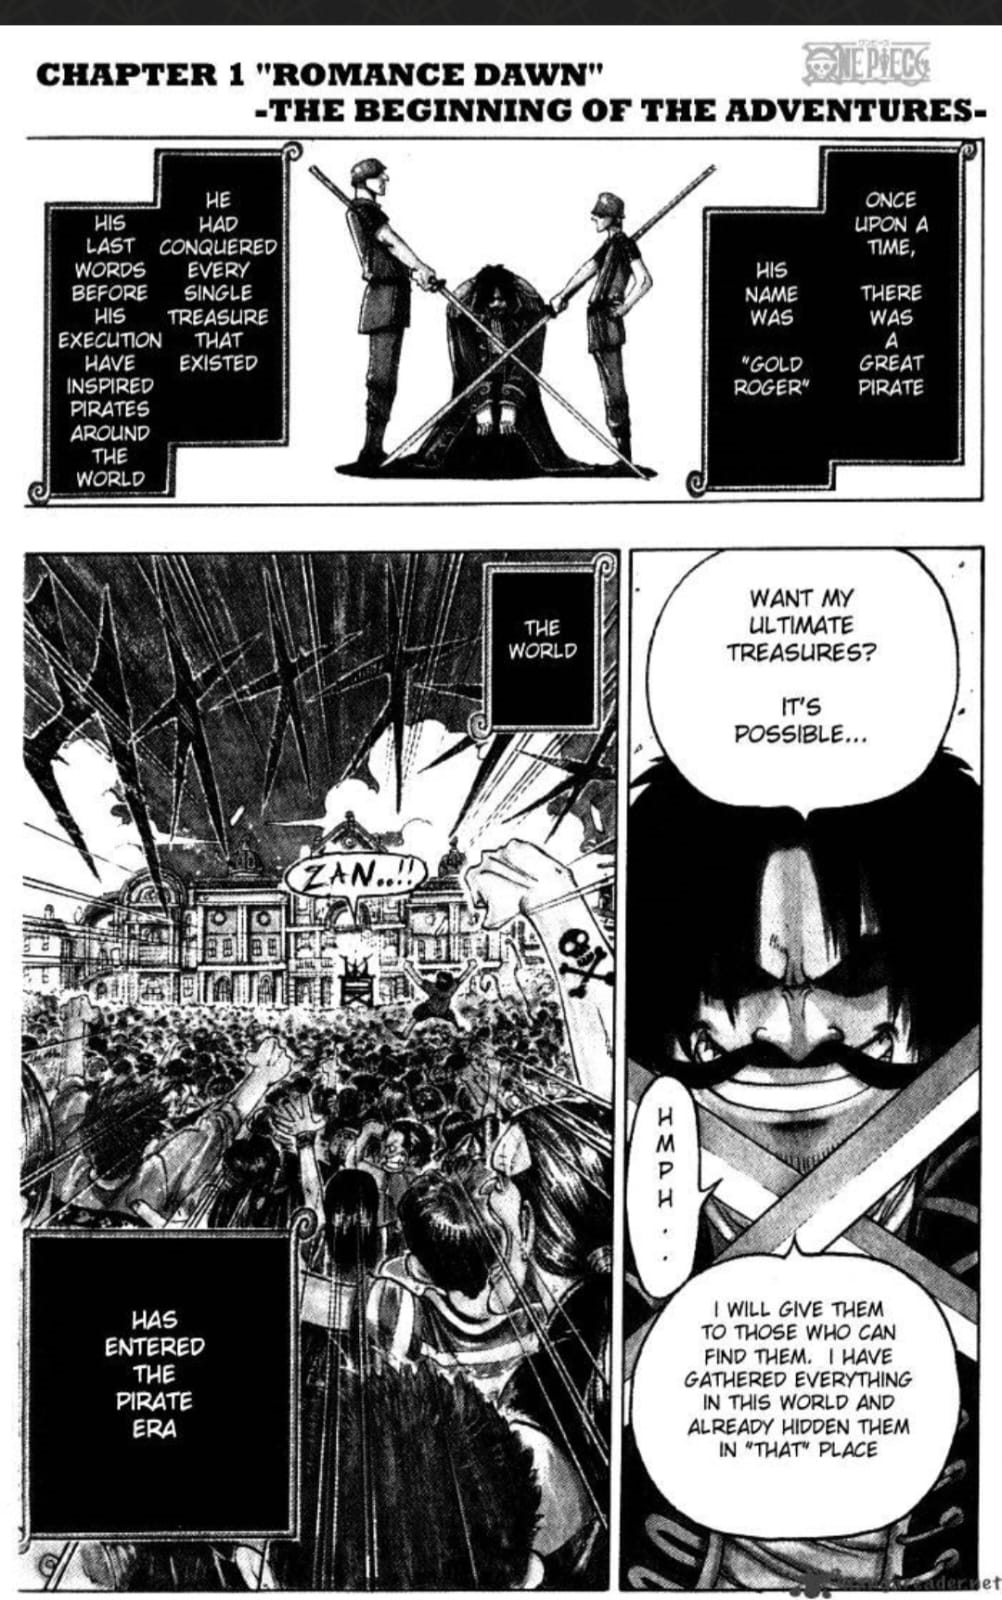 ONE PIECE
CHAPTER 1 "ROMANCE DAWN"
-THE BEGINNING OF THE ADVENTURES-
ONCE
UPON A
TIME,
THERE
WAS
A
GREAT
PIRATE
HIS
NAME
WAS
"GOLD
ROGER"
HE
HAD
CONQUERED
EVERY
SINGLE
TREASURE
THAT
EXISTED
HIS
LAST
WORDS
BEFORE
HIS
EXECUTION
HAVE
INSPIRED
PIRATES
AROUND
THE
WORLD
WANT MY
ULTIMATE
TREASURES?
IT'S
POSSIBLE...
HMPH..
I WILL GIVE THEM
TO THOSE WHO CAN
FIND THEM. I HAVE
GATHERED EVERYTHING
IN THIS WORLD AND
ALREADY HIDDEN THEM
IN "THAT" PLACE
THE
WORLD
ZAN..!!
HAS
ENTERED
THE
PIRATE
ERA